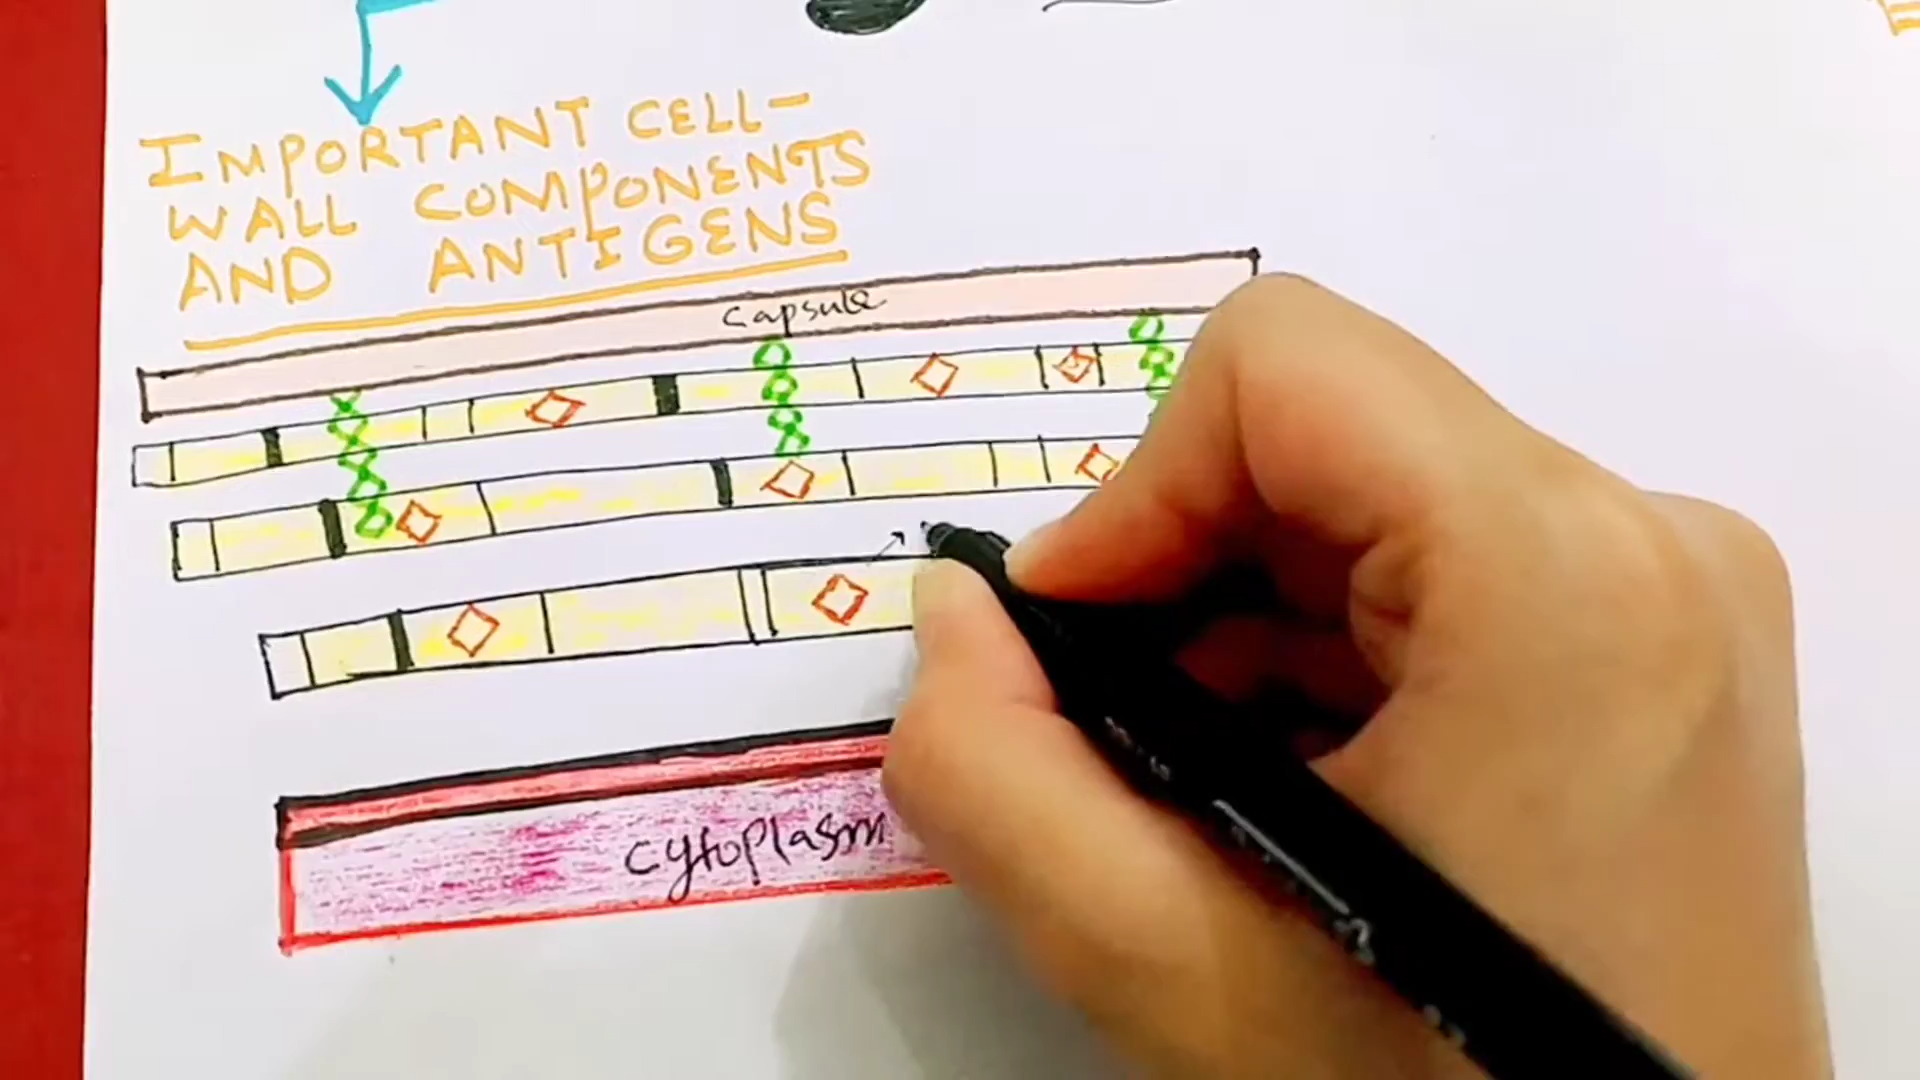 IMPORTANT CELL-
WALL COMPONENTS
AND ANTIGENS
capsule
cytoplasm